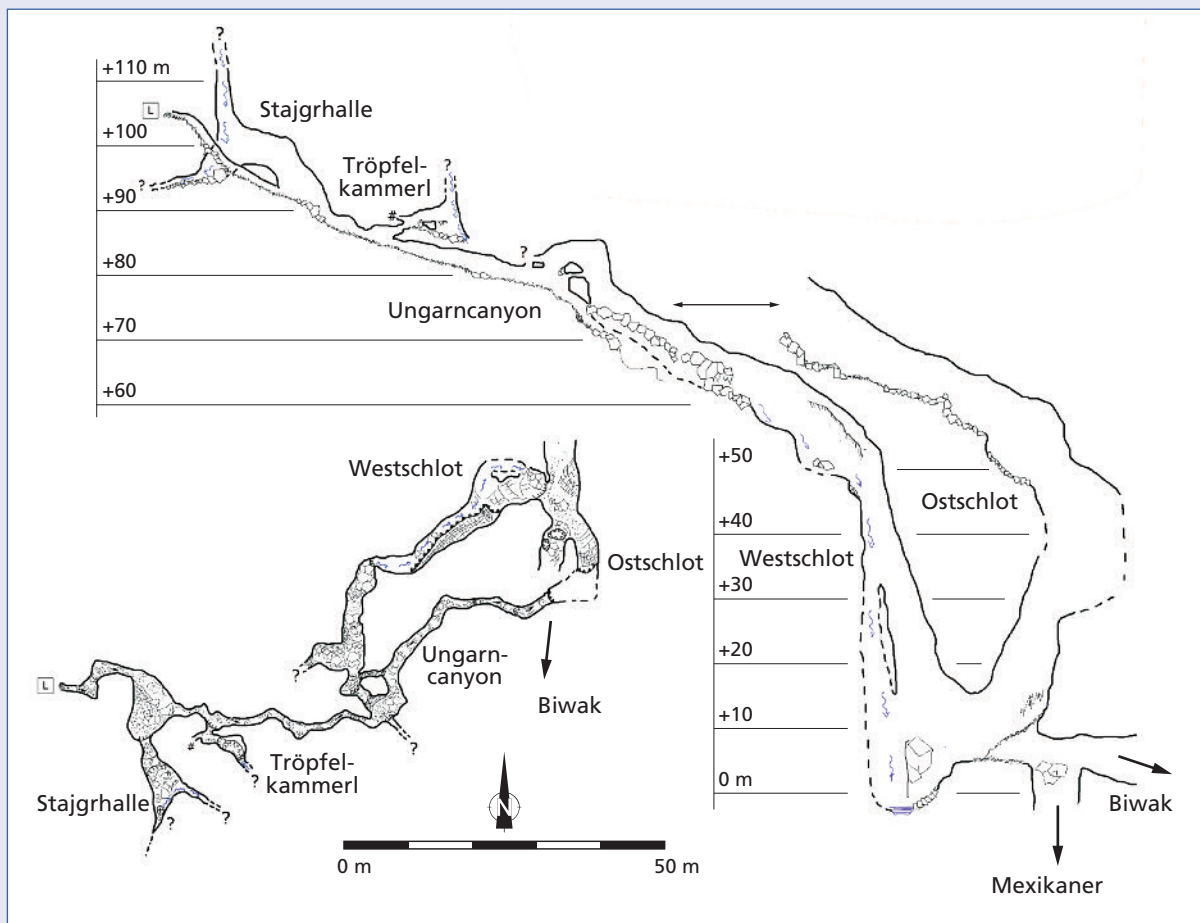 ?
+110 m
L
Stajgrhalle
+100
Tröpfel-
kammerl
?
?
+90
#
+80
?
Ungarncanyon
+70
+60
+50
Westschlot
Ostschlot
+40
Westschlot
Ostschlot
+30
+20
Ungarn-
canyon
?
L
Biwak
+10
?
#
Tröpfel-
kammerl
?
Stajgrhalle
?
?
N
0 m
Biwak
0 m
50 m
Mexikaner